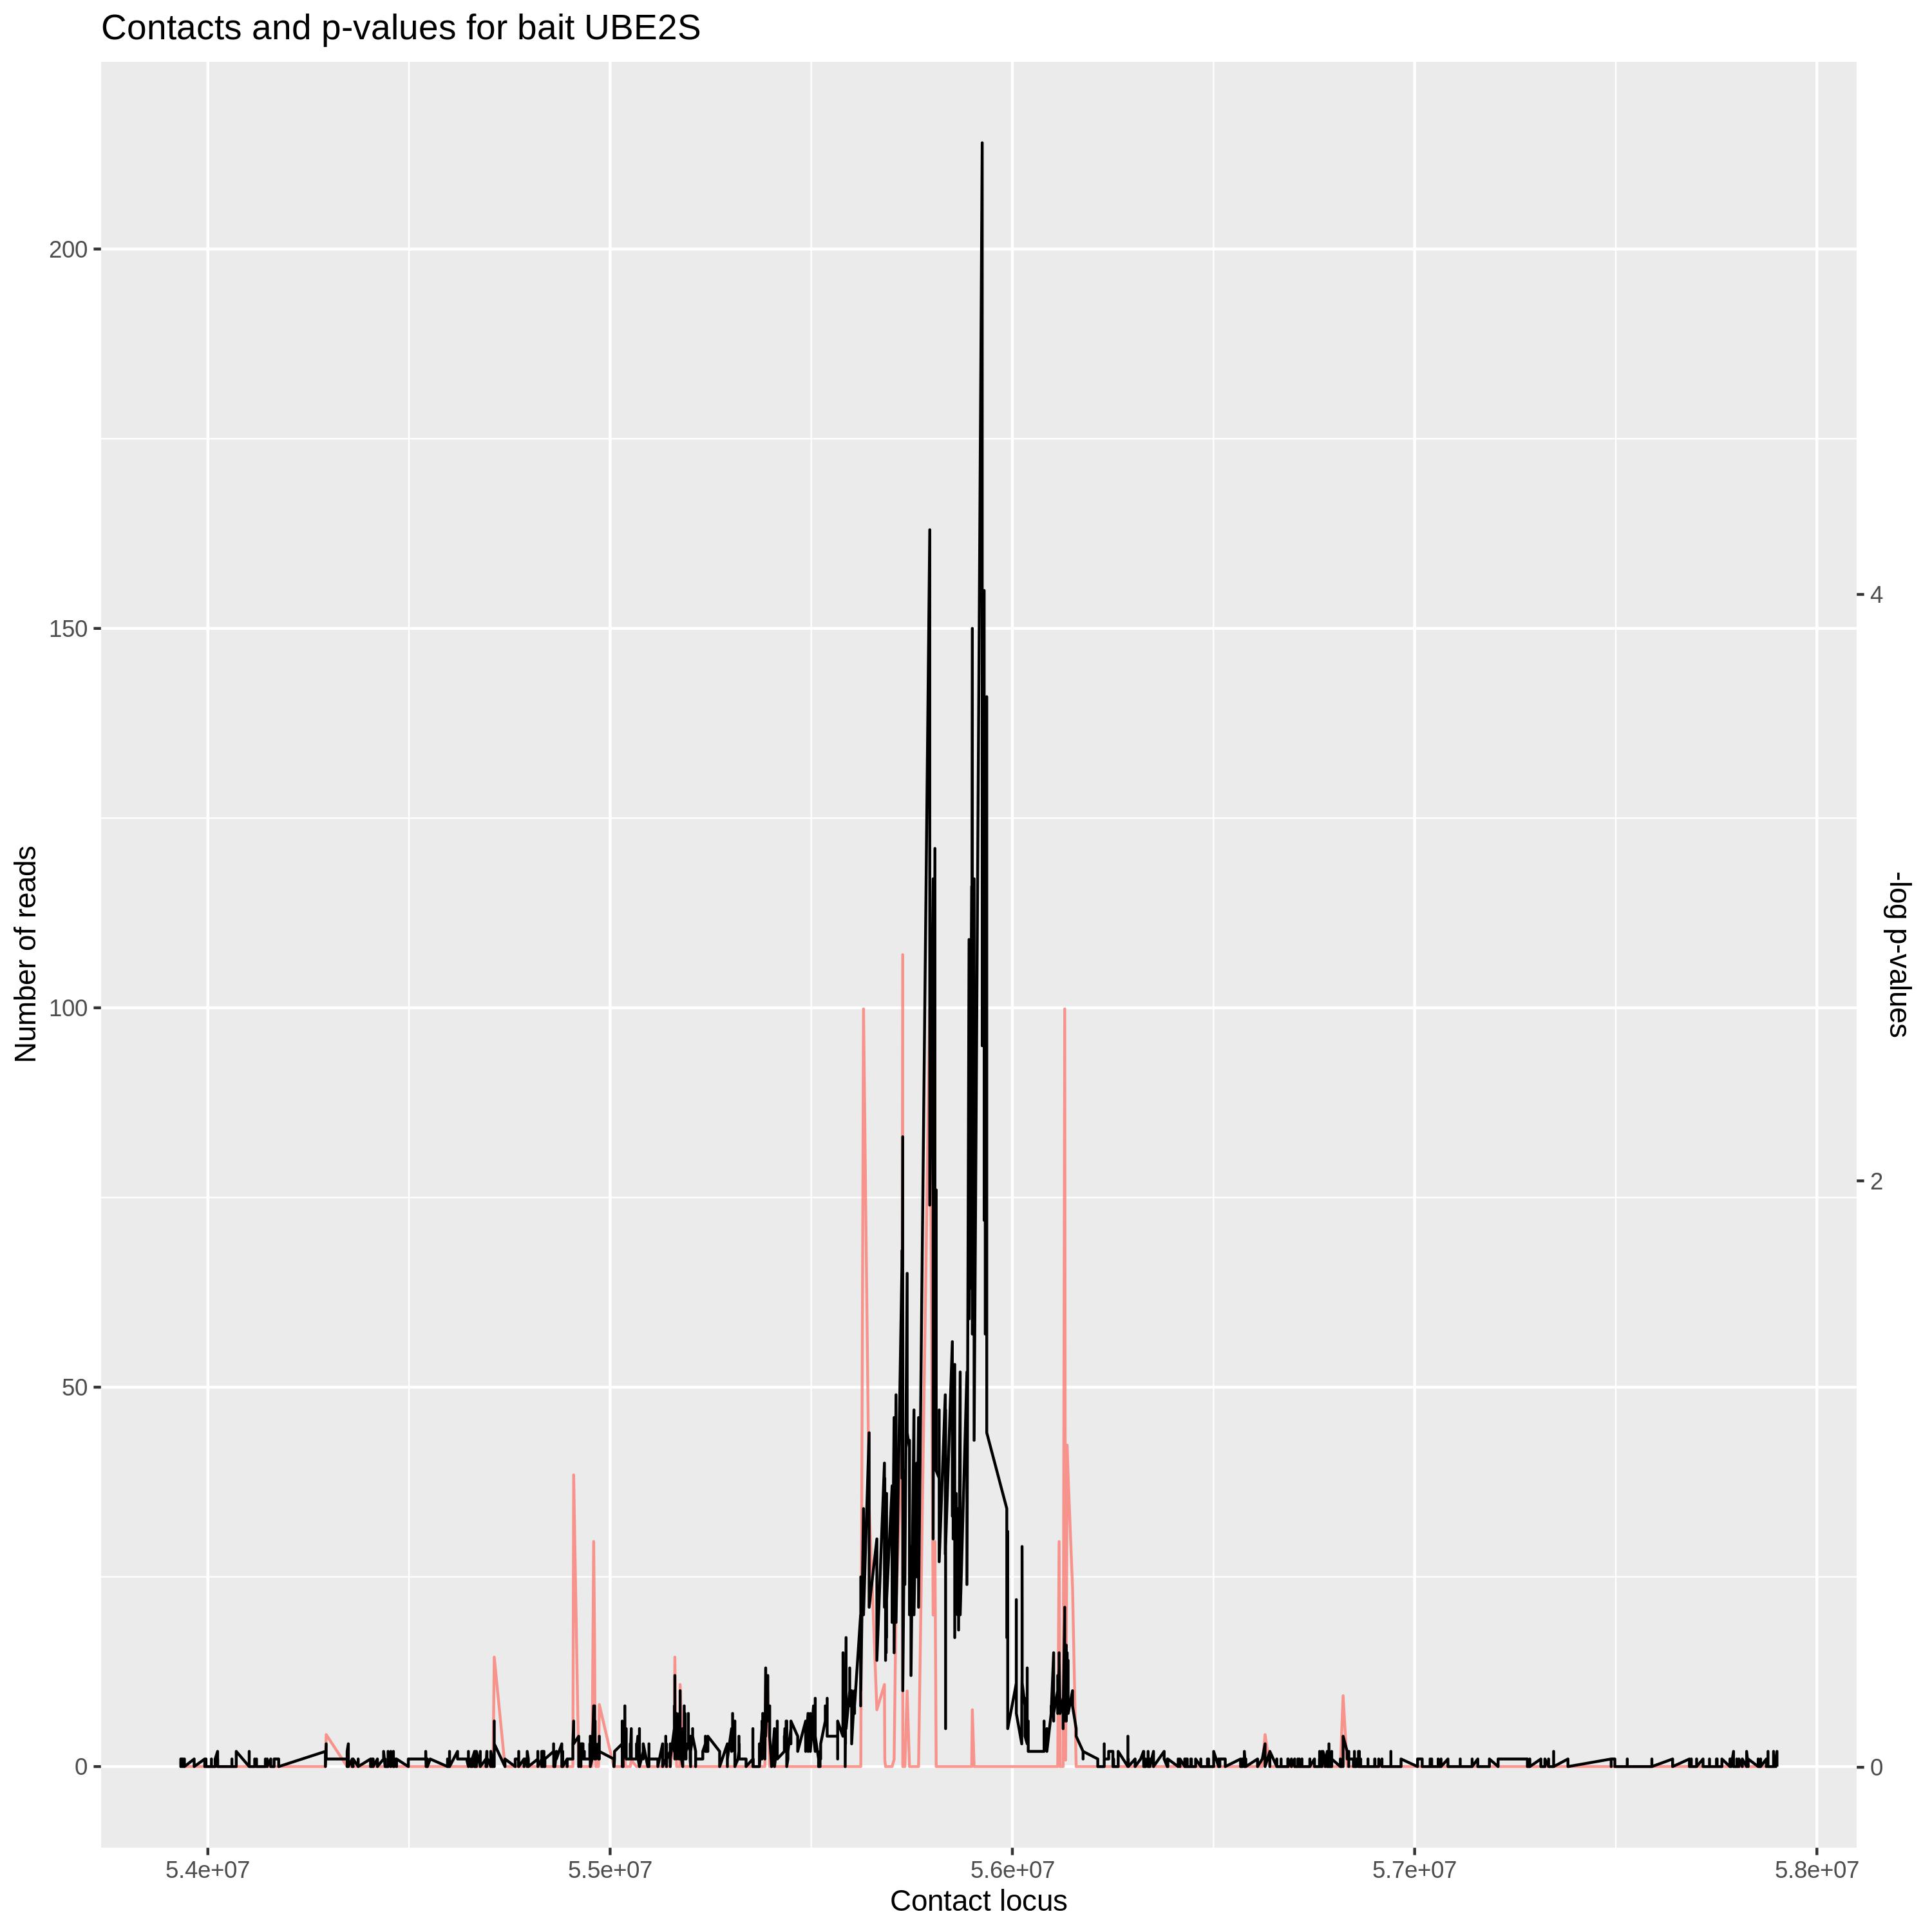 Contacts and p-values for bait UBE2S
200
150
100
50
0
Number of reads
4
2
0
-log p-values
5.4e+07
5.5e+07
5.6e+07
5.7e+07
5.8e+07
Contact locus